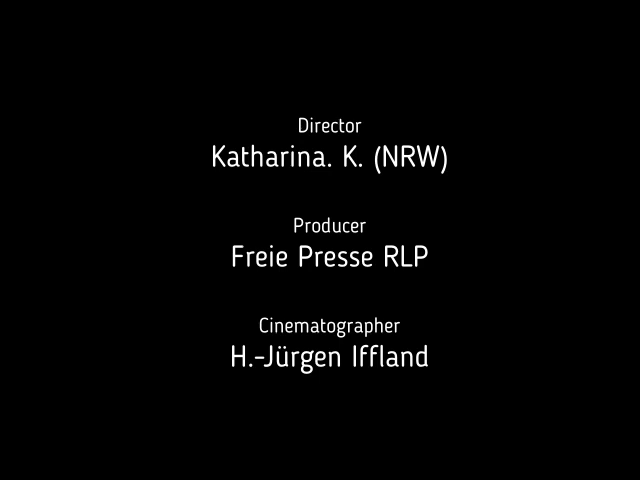 Director
Katharina. K. (NRW)
Producer
Freie Presse RLP
Cinematographer
H.-Jürgen Iffland